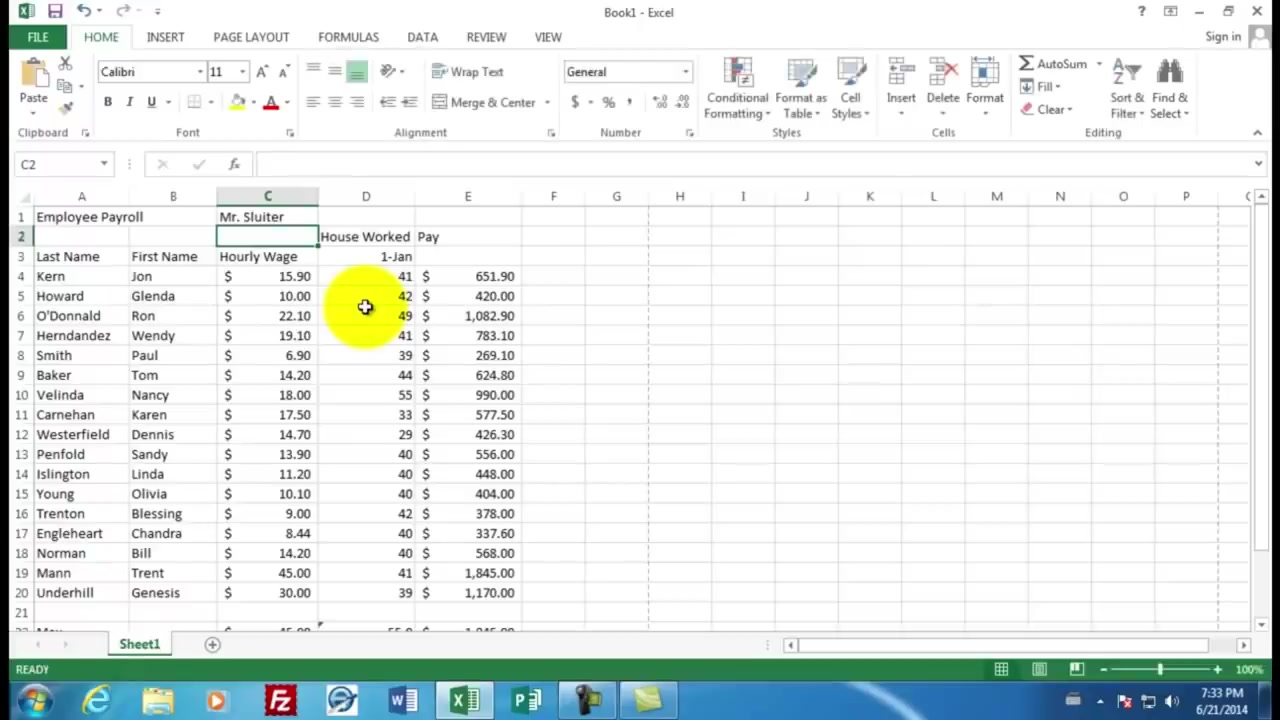 Book1 - Excel
?
FILE HOME INSERT PAGE LAYOUT FORMULAS DATA REVIEW VIEW Sign in
Paste
Clipboard
Calibri 11
B I U A
Font
Wrap Text
Merge & Center
Alignment
General
$ % ,
Number
Conditional Formatting
Format as Table
Cell Styles
Styles
Insert Delete Format
Cells
AutoSum
Fill
Clear
Sort & Filter
Find & Select
Editing
C2 fx
A B C D E F G H I J K L M N O P
1 Employee Payroll Mr. Sluiter
2 House Worked Pay
3 Last Name First Name Hourly Wage 1-Jan
4 Kern Jon $ 15.90 41 $ 651.90
5 Howard Glenda $ 10.00 42 $ 420.00
6 O'Donnald Ron $ 22.10 49 $ 1,082.90
7 Herndandez Wendy $ 19.10 41 $ 783.10
8 Smith Paul $ 6.90 39 $ 269.10
9 Baker Tom $ 14.20 44 $ 624.80
10 Velinda Nancy $ 18.00 55 $ 990.00
11 Carnehan Karen $ 17.50 33 $ 577.50
12 Westerfield Dennis $ 14.70 29 $ 426.30
13 Penfold Sandy $ 13.90 40 $ 556.00
14 Islington Linda $ 11.20 40 $ 448.00
15 Young Olivia $ 10.10 40 $ 404.00
16 Trenton Blessing $ 9.00 42 $ 378.00
17 Engleheart Chandra $ 8.44 40 $ 337.60
18 Norman Bill $ 14.20 40 $ 568.00
19 Mann Trent $ 45.00 41 $ 1,845.00
20 Underhill Genesis $ 30.00 39 $ 1,170.00
21
Sheet1
READY 100%
7:33 PM
6/21/2014